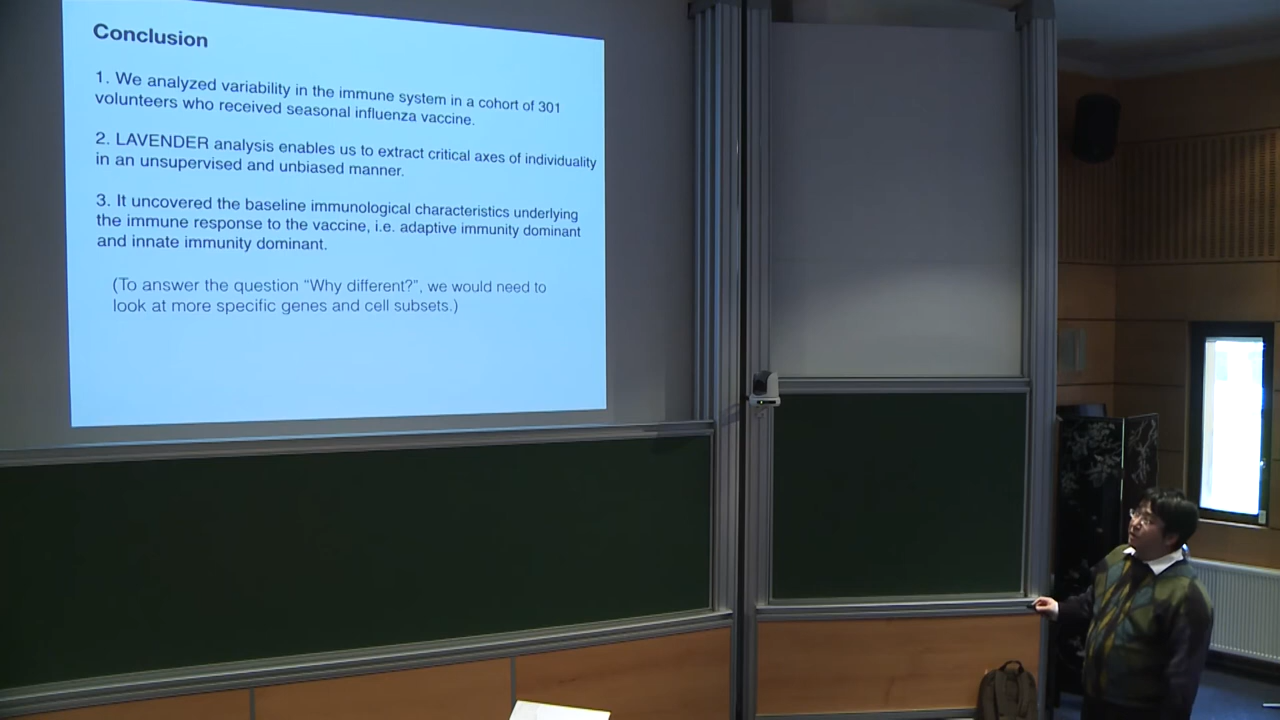 Conclusion
1. We analyzed variability in the immune system in a cohort of 301
volunteers who received seasonal influenza vaccine.
2. LAVENDER analysis enables us to extract critical axes of individuality
in an unsupervised and unbiased manner.
3. It uncovered the baseline immunological characteristics underlying
the immune response to the vaccine, i.e. adaptive immunity dominant
and innate immunity dominant.
(To answer the question "Why different?", we would need to
look at more specific genes and cell subsets.)